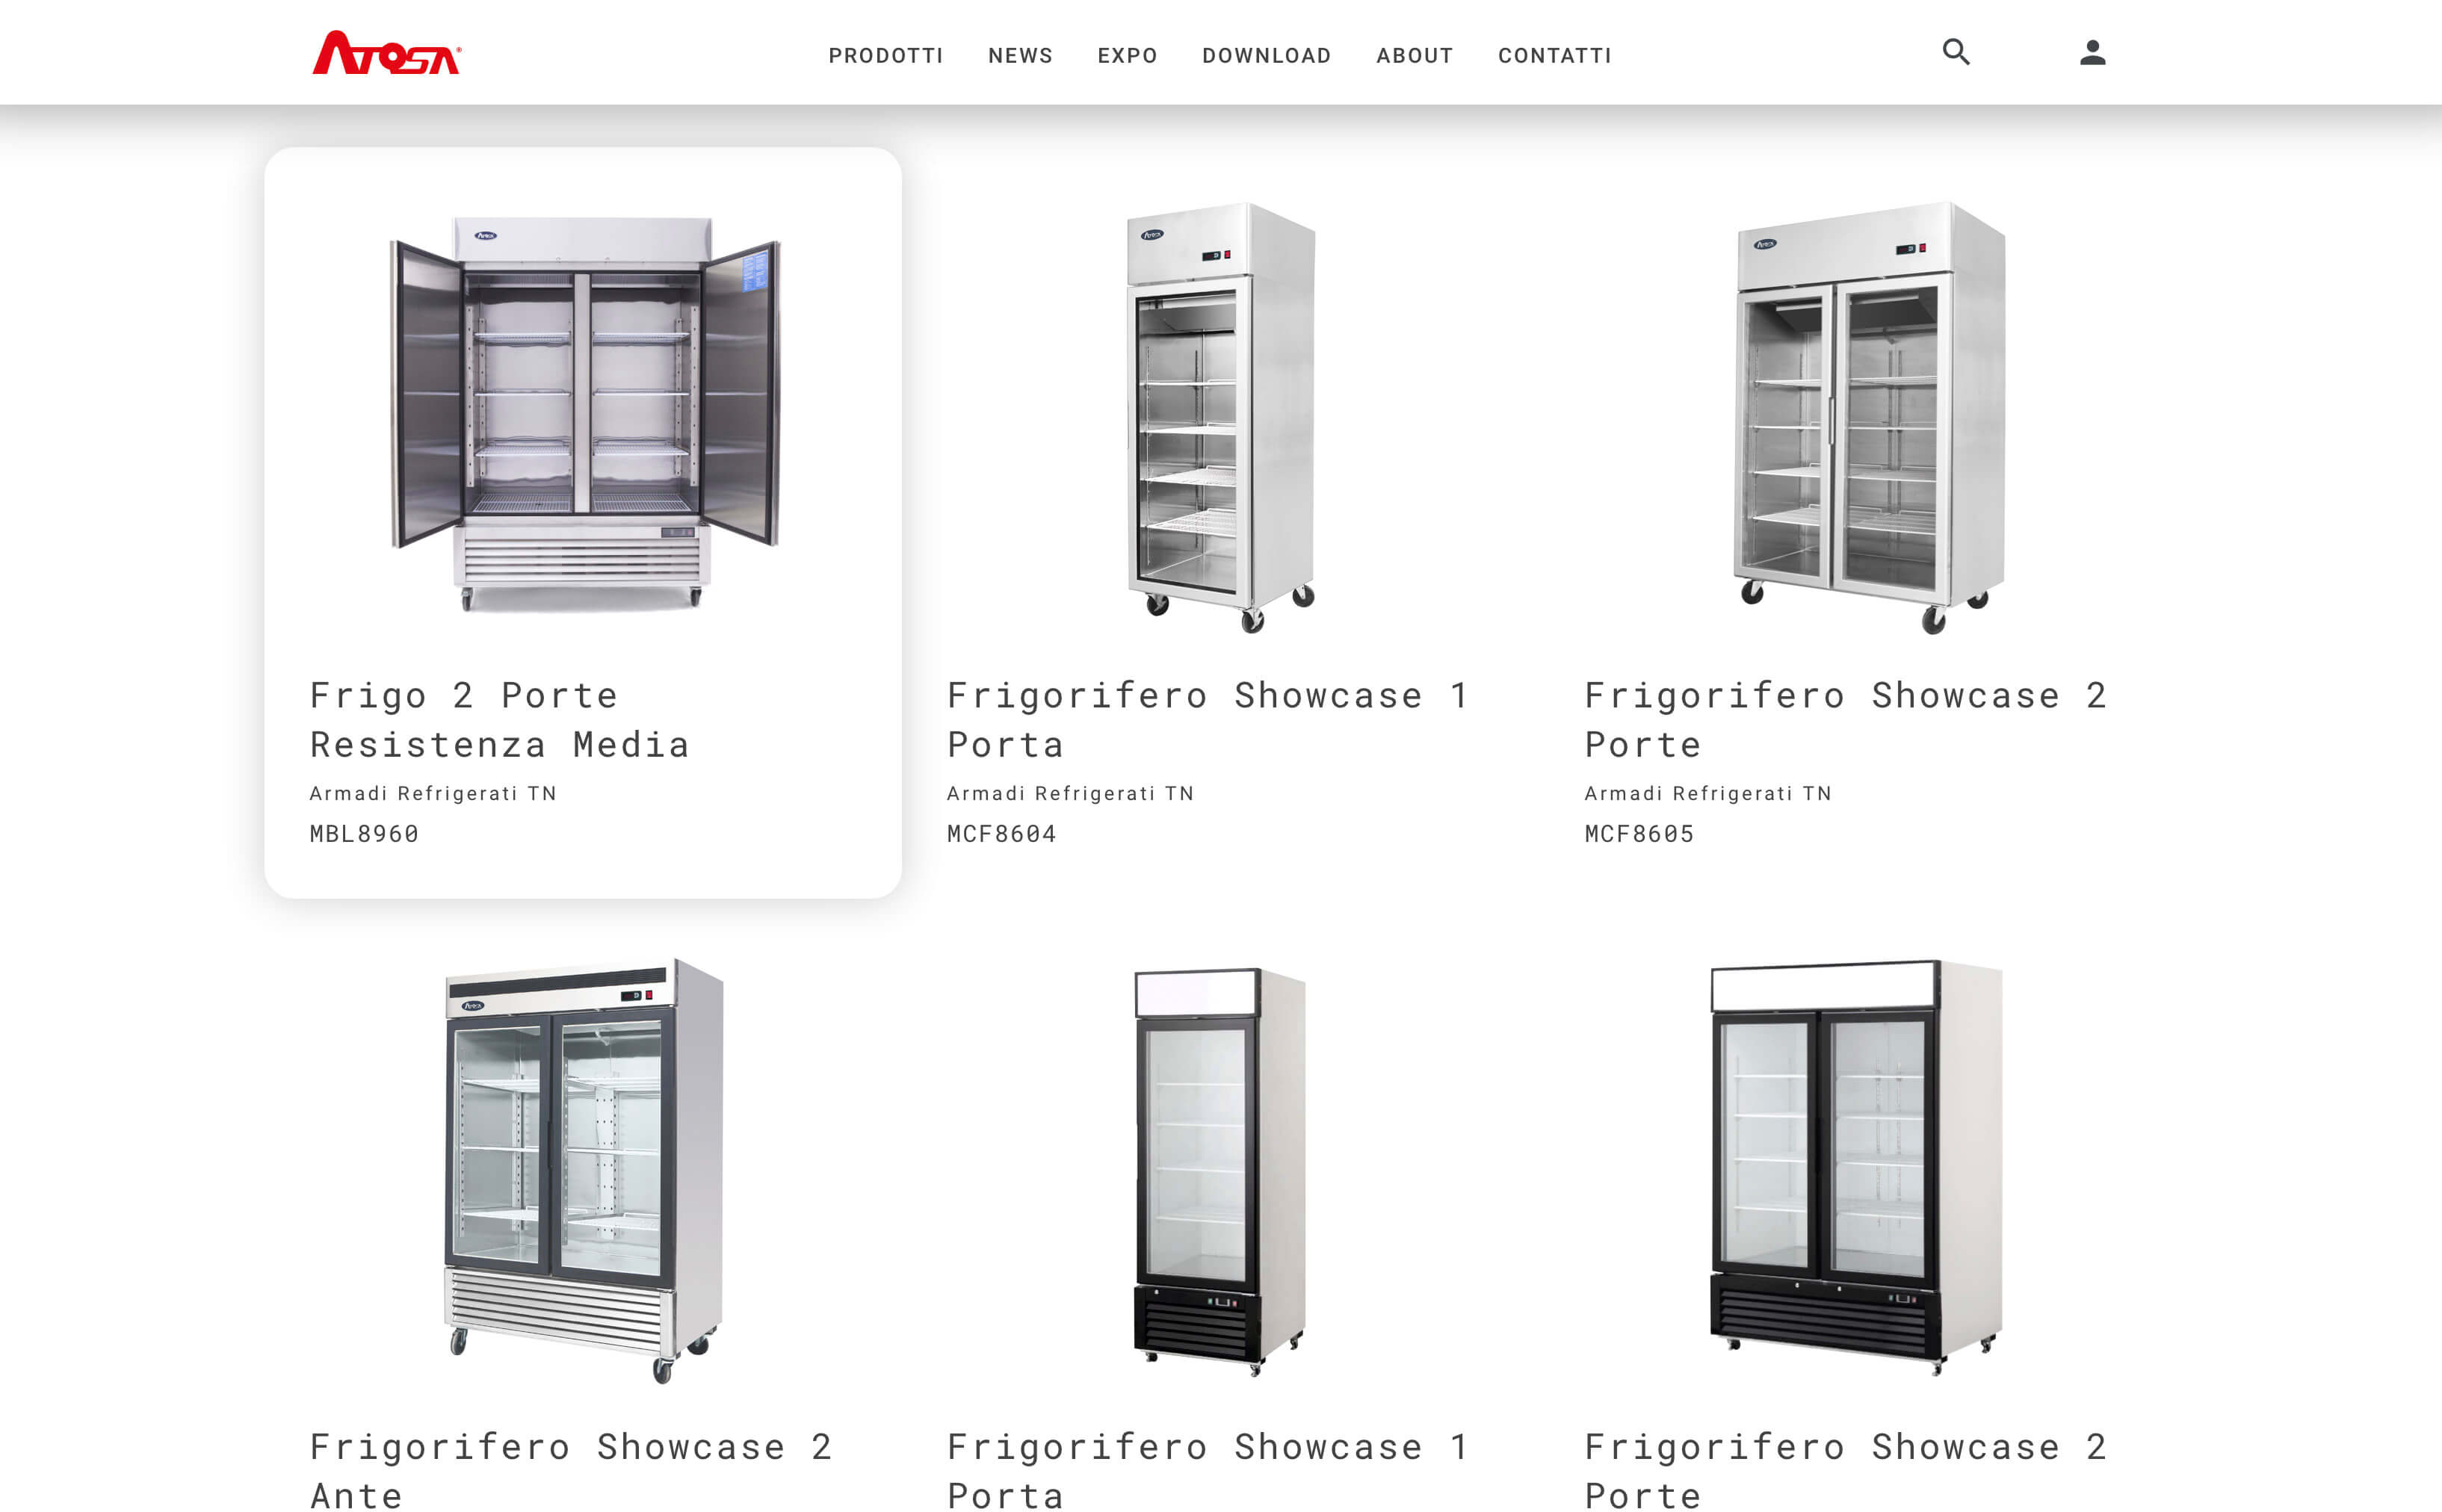 ATOSA
PRODOTTI NEWS EXPO DOWNLOAD ABOUT CONTATTI
Frigo 2 Porte
Resistenza Media
Armadi Refrigerati TN
MBL8960
Frigorifero Showcase 1
Porta
Armadi Refrigerati TN
MCF8604
Frigorifero Showcase 2
Porte
Armadi Refrigerati TN
MCF8605
Frigorifero Showcase 2
Ante
Frigorifero Showcase 1
Porta
Frigorifero Showcase 2
Porte